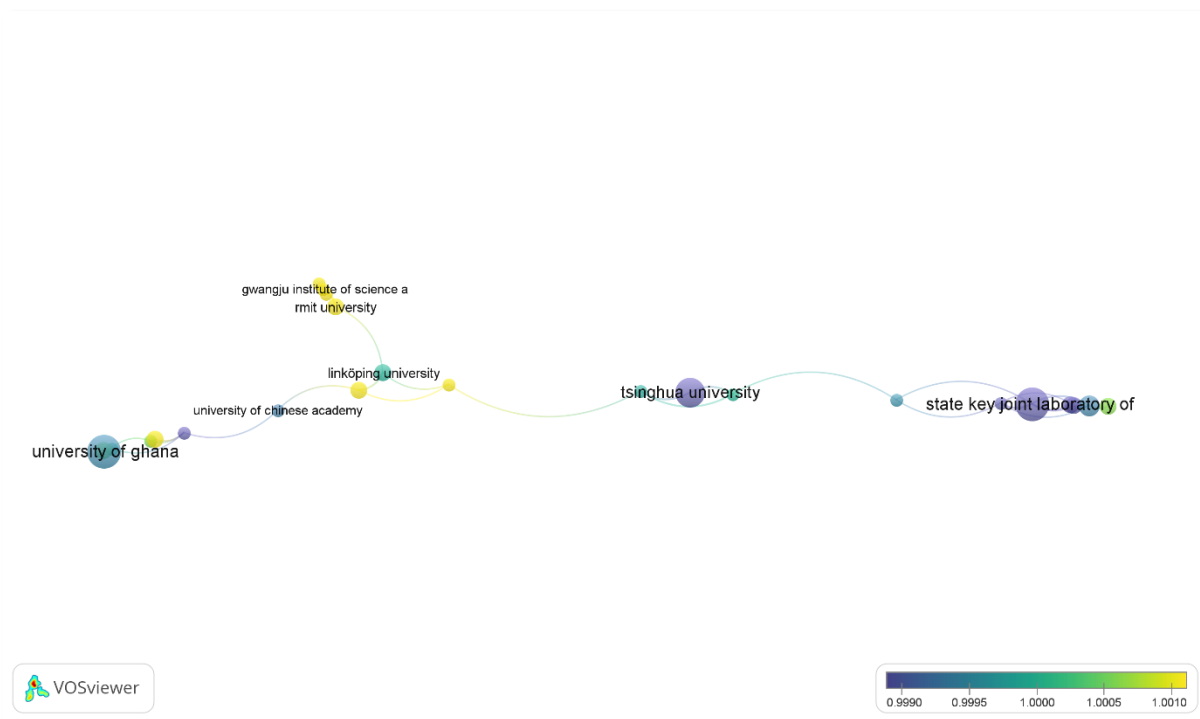 gwangju institute of science a
rmit university
linköping university
tsinghua university
university of chinese academy
state key joint laboratory of
university of ghana
VOSviewer
0.9990 0.9995 1.0000 1.0005 1.0010